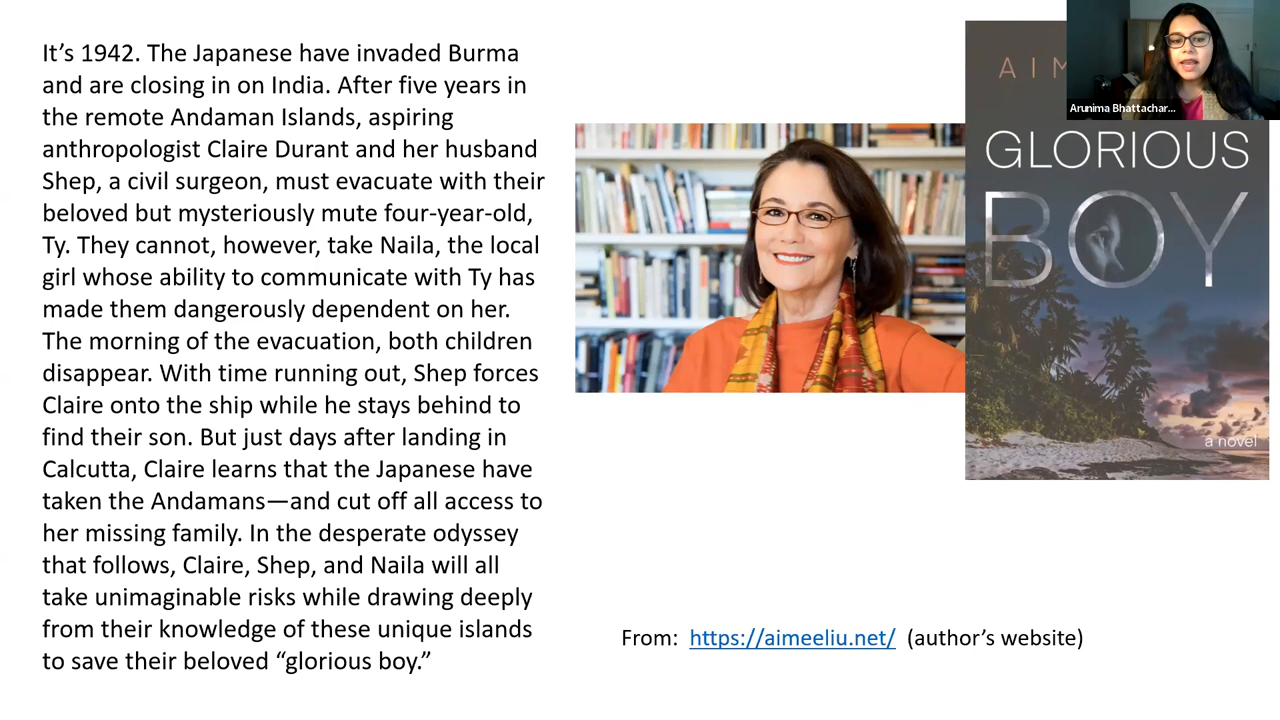 It’s 1942. The Japanese have invaded Burma
and are closing in on India. After five years in
the remote Andaman Islands, aspiring
anthropologist Claire Durant and her husband
Shep, a civil surgeon, must evacuate with their
beloved but mysteriously mute four-year-old,
Ty. They cannot, however, take Naila, the local
girl whose ability to communicate with Ty has
made them dangerously dependent on her.
The morning of the evacuation, both children
disappear. With time running out, Shep forces
Claire onto the ship while he stays behind to
find their son. But just days after landing in
Calcutta, Claire learns that the Japanese have
taken the Andamans—and cut off all access to
her missing family. In the desperate odyssey
that follows, Claire, Shep, and Naila will all
take unimaginable risks while drawing deeply
from their knowledge of these unique islands
to save their beloved “glorious boy.”
AIM
GLORIOUS
BOY
a novel
Arunima Bhattachar...
From: https://aimeeliu.net/ (author’s website)